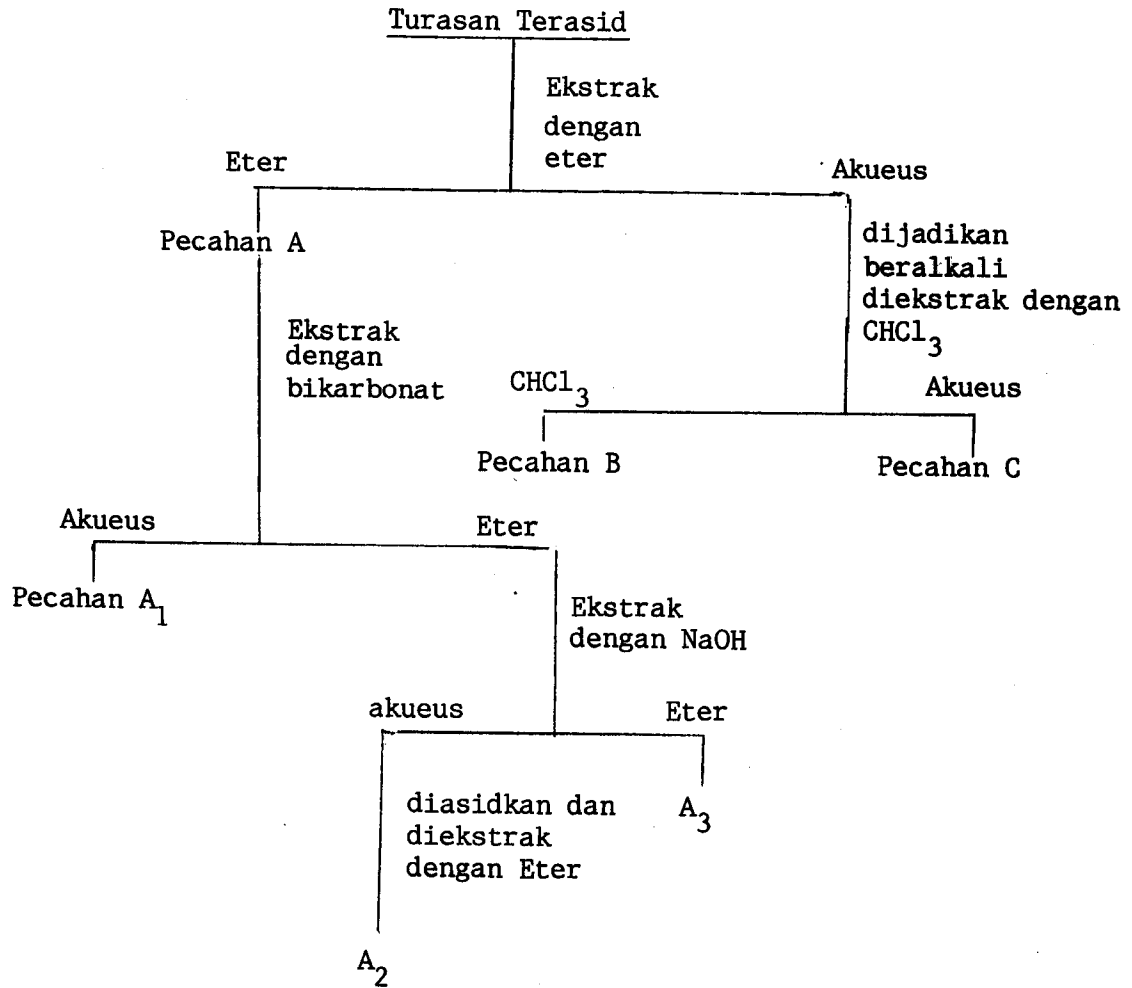 Turasan Terasid
Ekstrak
dengan
eter
Eter
Akueus
Pecahan A
dijadikan
beralkali
diekstrak dengan
CHCl₃
Ekstrak
dengan
bikarbonat
CHCl₃
Akueus
Pecahan B
Pecahan C
Akueus
Eter
Pecahan A₁
Ekstrak
dengan NaOH
akueus
Eter
diasidkan dan
diekstrak
dengan Eter
A₃
A₂